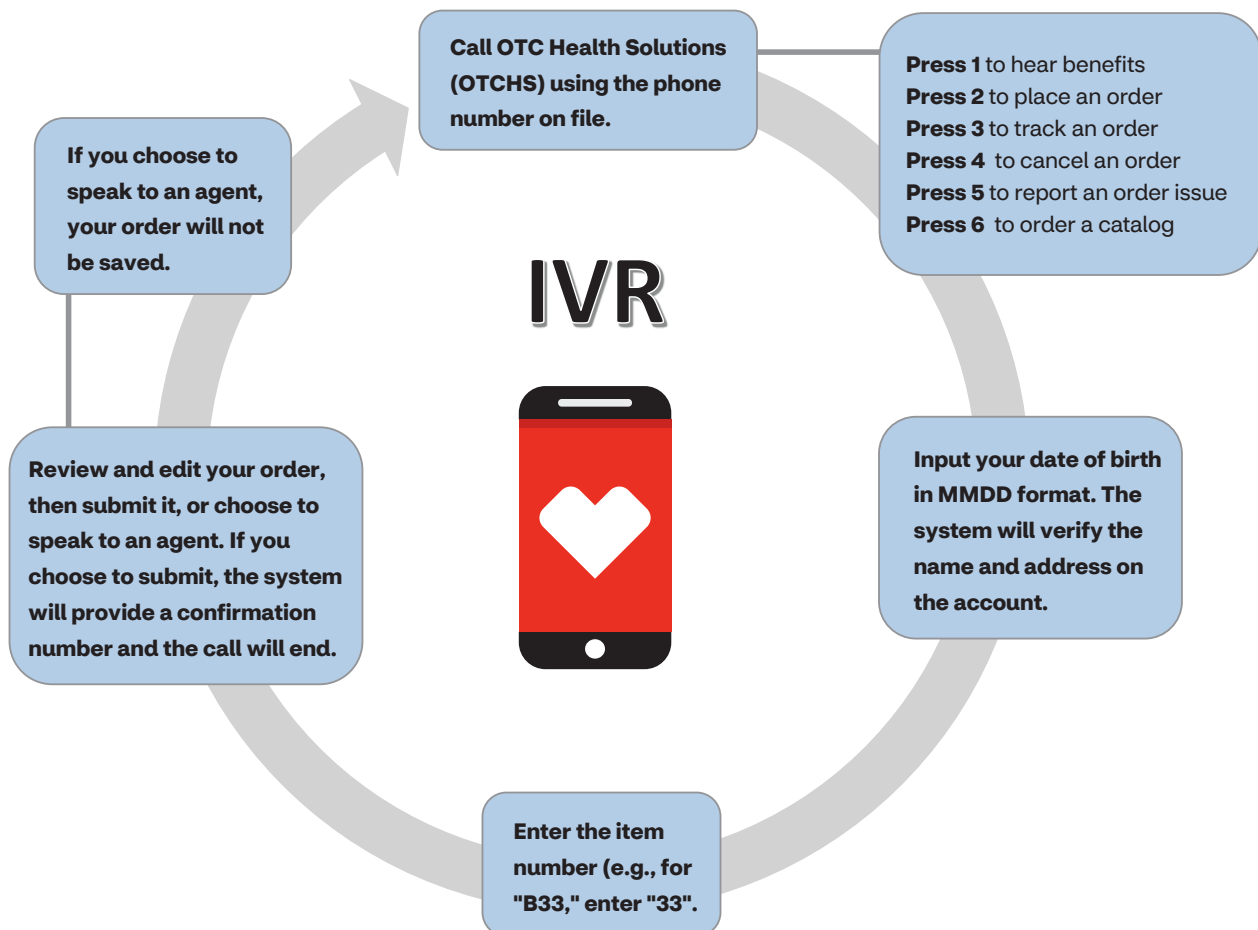 Call OTC Health Solutions
(OTCHS) using the phone
number on file.
Press 1 to hear benefits
Press 2 to place an order
Press 3 to track an order
Press 4 to cancel an order
Press 5 to report an order issue
Press 6 to order a catalog
If you choose to
speak to an agent,
your order will not
be saved.
IVR
Input your date of birth
in MMDD format. The
system will verify the
name and address on
the account.
Review and edit your order,
then submit it, or choose to
speak to an agent. If you
choose to submit, the system
will provide a confirmation
number and the call will end.
Enter the item
number (e.g., for
"B33," enter "33".